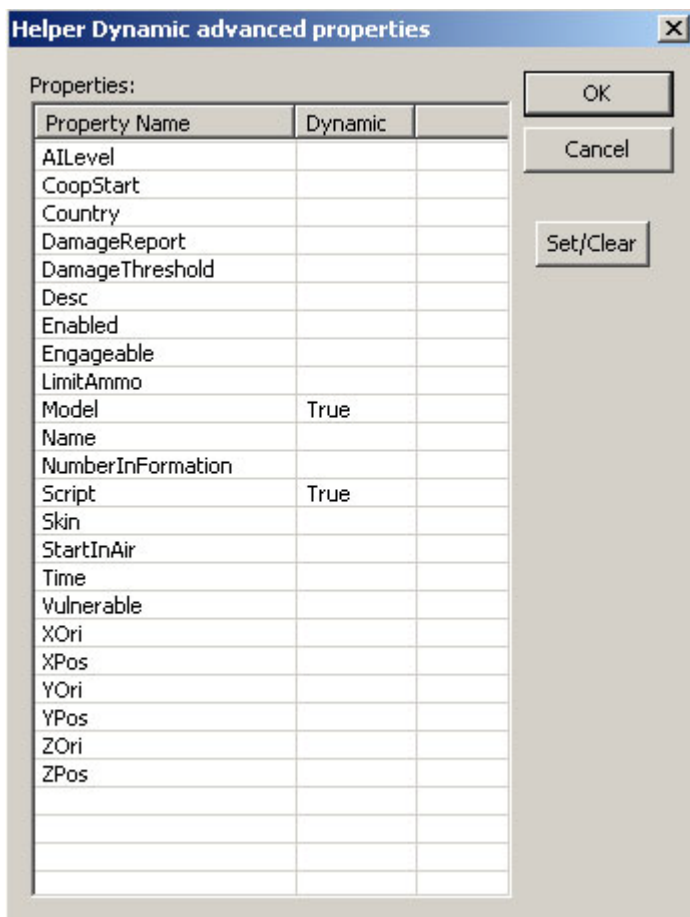 Helper Dynamic advanced properties
Properties:
OK
Property Name Dynamic
Cancel
AILevel
CoopStart
Country
DamageReport
Set/Clear
DamageThreshold
Desc
Enabled
Engageable
LimitAmmo
Model True
Name
NumberInFormation
Script True
Skin
StartInAir
Time
Vulnerable
XOri
XPos
YOri
YPos
ZOri
ZPos